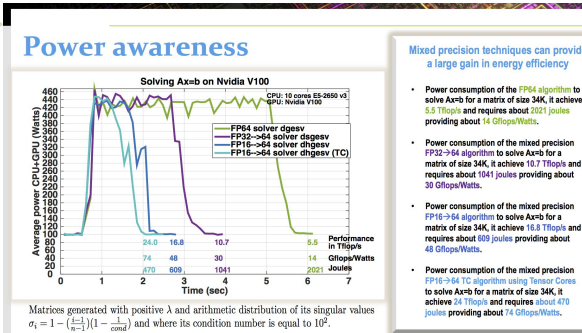 Power awareness
Solving Ax=b on Nvidia V100
Average power CPU+GPU (Watts)
460
440
420
400
380
360
340
320
300
280
260
240
220
200
180
160
140
120
100
80
60
40
20
0
CPU: 10 cores E5-2650 v3
GPU: Nvidia V100
FP64 solver dgesv
FP32-->64 solver dsgesv
FP16-->64 solver dhgesv
FP16-->64 solver dhgesv (TC)
24.0 16.8 10.7 5.5 Performance in Tflop/s
74 48 30 14 Gflops/Watts
470 609 1041 2021 Joules
0 1 2 3 4 5 6 7
Time (sec)
Matrices generated with positive λ and arithmetic distribution of its singular values
σᵢ = 1 − (i−1/n−1)(1 − 1/cond) and where its condition number is equal to 10².
Mixed precision techniques can provid
a large gain in energy efficiency
• Power consumption of the FP64 algorithm to
solve Ax=b for a matrix of size 34K, it achieve
5.5 Tflop/s and requires about 2021 joules
providing about 14 Gflops/Watts.
• Power consumption of the mixed precision
FP32→64 algorithm to solve Ax=b for a
matrix of size 34K, it achieve 10.7 Tflop/s and
requires about 1041 joules providing about
30 Gflops/Watts.
• Power consumption of the mixed precision
FP16→64 algorithm to solve Ax=b for a
matrix of size 34K, it achieve 16.8 Tflop/s and
requires about 609 joules providing about
48 Gflops/Watts.
• Power consumption of the mixed precision
FP16→64 TC algorithm using Tensor Cores
to solve Ax=b for a matrix of size 34K, it
achieve 24 Tflop/s and requires about 470
joules providing about 74 Gflops/Watts.